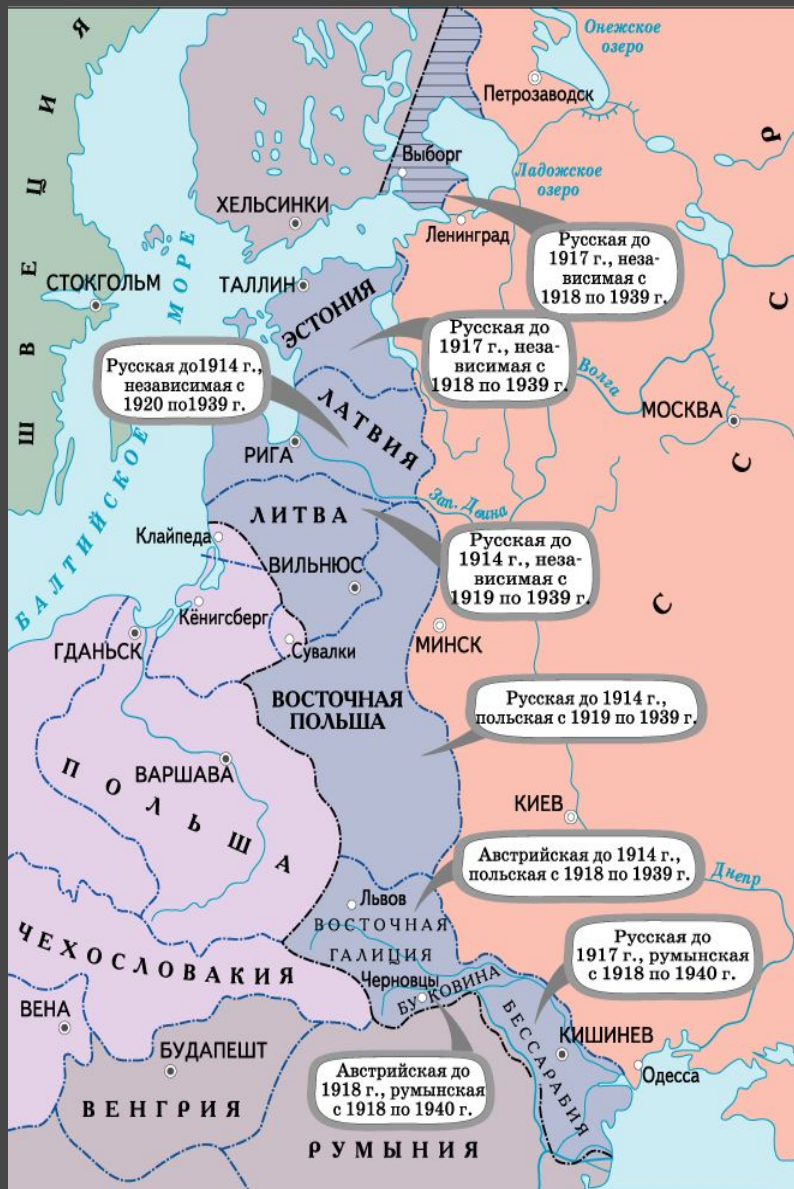 Онежское
озеро
Петрозаводск
ШВЕЦИЯ
СССР
Выборг
Ладожское
озеро
ХЕЛЬСИНКИ
Ленинград
Русская до
1917 г., неза-
висимая с
1918 по 1939 г.
СТОКГОЛЬМ
ТАЛЛИН
ЭСТОНИЯ
БАЛТИЙСКОЕ МОРЕ
Русская до
1917 г., неза-
висимая с
1918 по 1939 г.
Русская до1914 г.,
независимая с
1920 по1939 г.
Волга
ЛАТВИЯ
МОСКВА
РИГА
Зап. Двина
ЛИТВА
Клайпеда
Русская до
1914 г., неза-
висимая с
1919 по 1939 г.
ВИЛЬНЮС
Кёнигсберг
ГДАНЬСК
Сувалки
МИНСК
ВОСТОЧНАЯ
ПОЛЬША
Русская до 1914 г.,
польская с 1919 по 1939 г.
ВАРШАВА
ПОЛЬША
КИЕВ
Австрийская до 1914 г.,
польская с 1918 по 1939 г.
Днепр
Львов
ВОСТОЧНАЯ
ГАЛИЦИЯ
ЧЕХОСЛОВАКИЯ
Русская до
1917 г., румынская
с 1918 по 1940 г.
Черновцы
БУКОВИНА
ВЕНА
БЕССАРАБИЯ
КИШИНЕВ
БУДАПЕШТ
Одесса
Австрийская до
1918 г., румынская
с 1918 по 1940 г.
ВЕНГРИЯ
РУМЫНИЯ